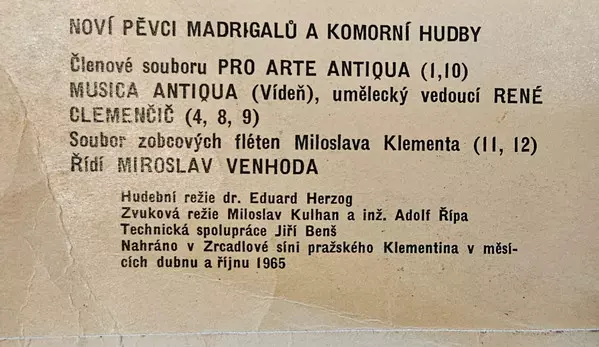 NOVÍ PĚVCI MADRIGALŮ A KOMORNÍ HUDBY
Členové souboru PRO ARTE ANTIQUA (1,10)
MUSICA ANTIQUA (Vídeň), umělecký vedoucí RENÉ
CLEMENČIČ (4, 8, 9)
Soubor zobcových fléten Miloslava Klementa (11, 12)
Řídí MIROSLAV VENHODA
Hudební režie dr. Eduard Herzog
Zvuková režie Miloslav Kulhan a inž. Adolf Řípa
Technická spolupráce Jiří Benš
Nahráno v Zrcadlové síni pražského Klementina v měsí-
cích dubnu a říjnu 1965